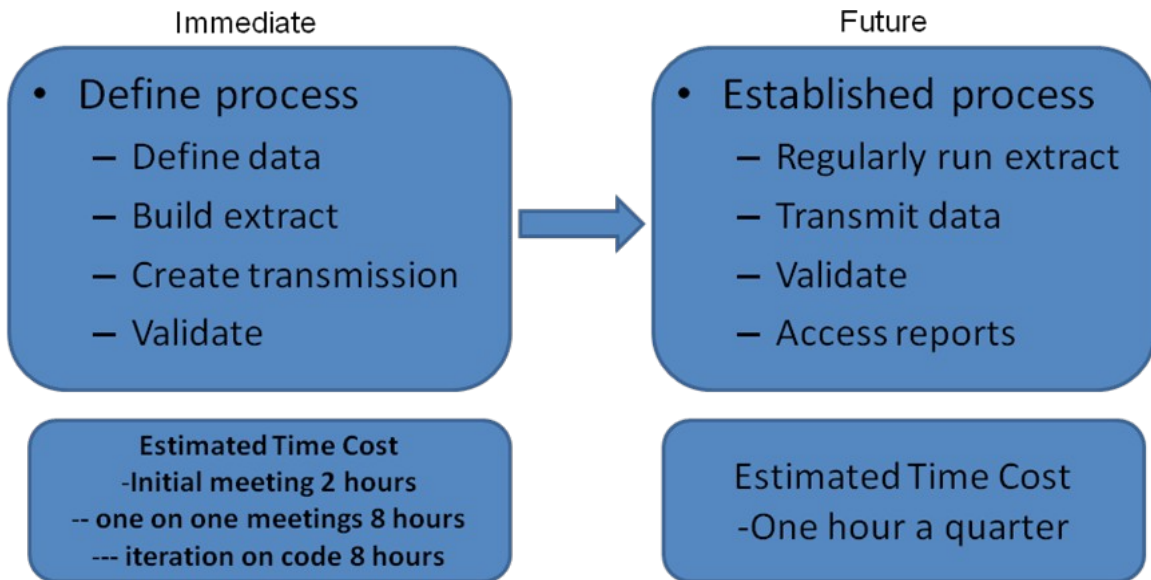 Immediate
• Define process
– Define data
– Build extract
– Create transmission
– Validate
Estimated Time Cost
-Initial meeting 2 hours
-- one on one meetings 8 hours
--- iteration on code 8 hours
Future
• Established process
– Regularly run extract
– Transmit data
– Validate
– Access reports
Estimated Time Cost
-One hour a quarter